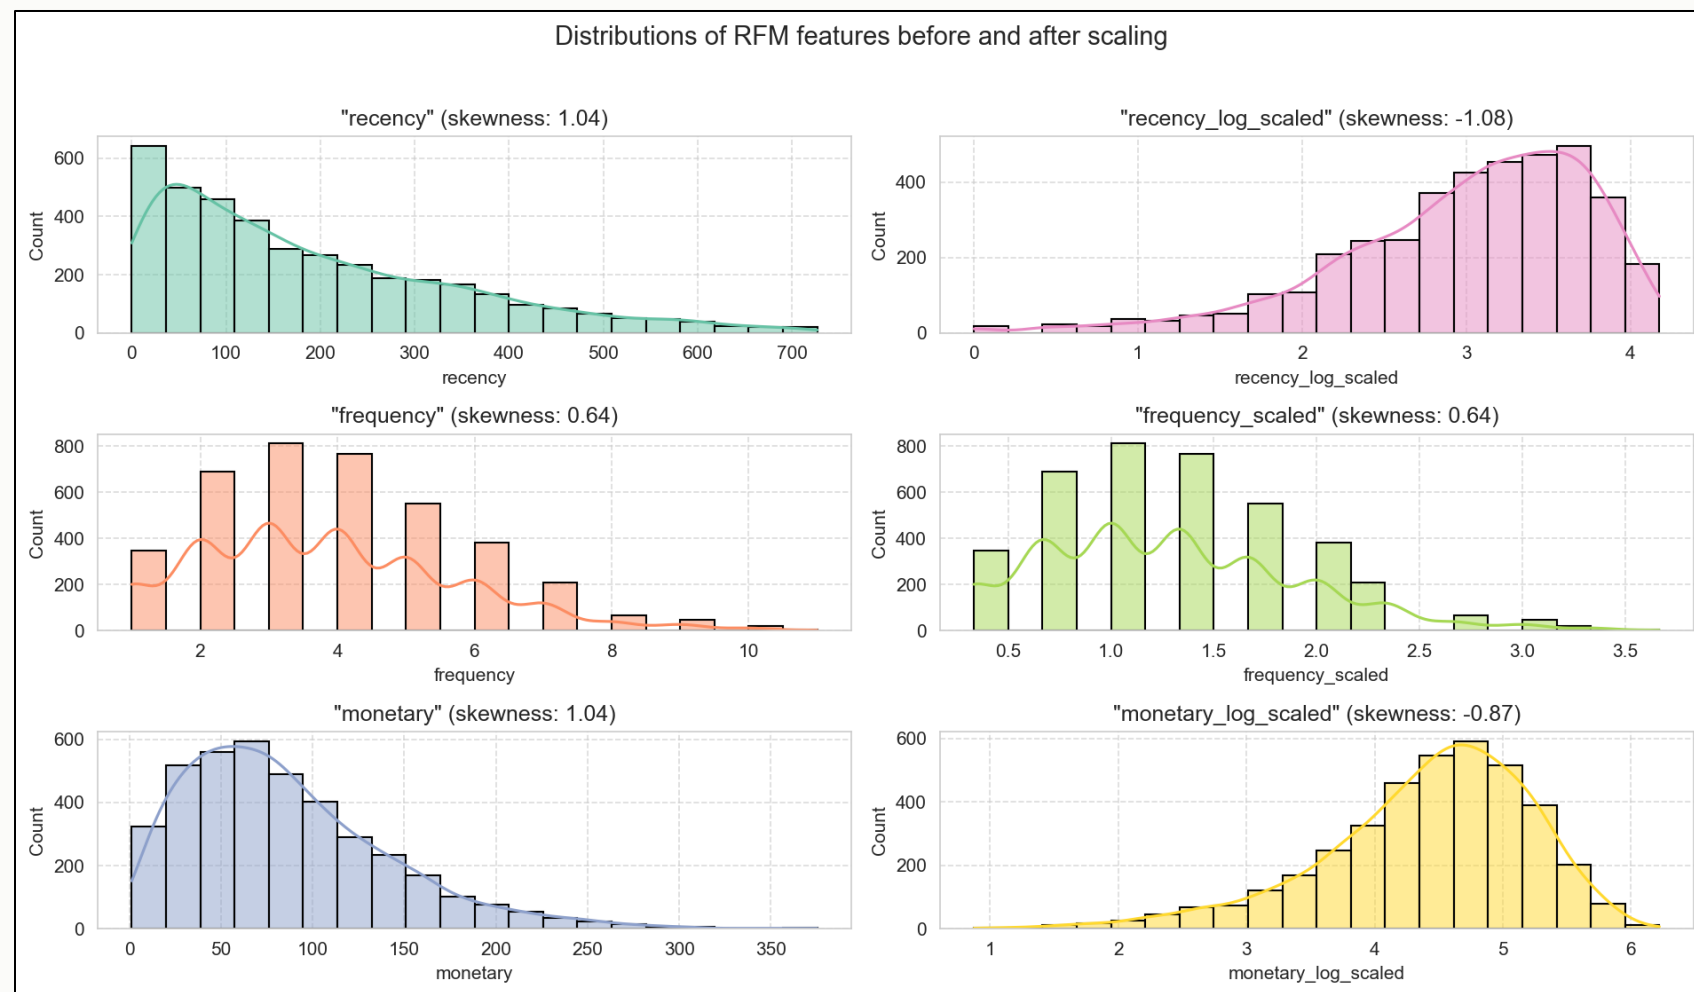 Distributions of RFM features before and after scaling
"recency" (skewness: 1.04)
600
400
200
0
Count
0 100 200 300 400 500 600 700
recency
"recency_log_scaled" (skewness: -1.08)
400
200
0
Count
0 1 2 3 4
recency_log_scaled
"frequency" (skewness: 0.64)
800
600
400
200
0
Count
2 4 6 8 10
frequency
"frequency_scaled" (skewness: 0.64)
800
600
400
200
0
Count
0.5 1.0 1.5 2.0 2.5 3.0 3.5
frequency_scaled
"monetary" (skewness: 1.04)
600
400
200
0
Count
0 50 100 150 200 250 300 350
monetary
"monetary_log_scaled" (skewness: -0.87)
600
400
200
0
Count
1 2 3 4 5 6
monetary_log_scaled